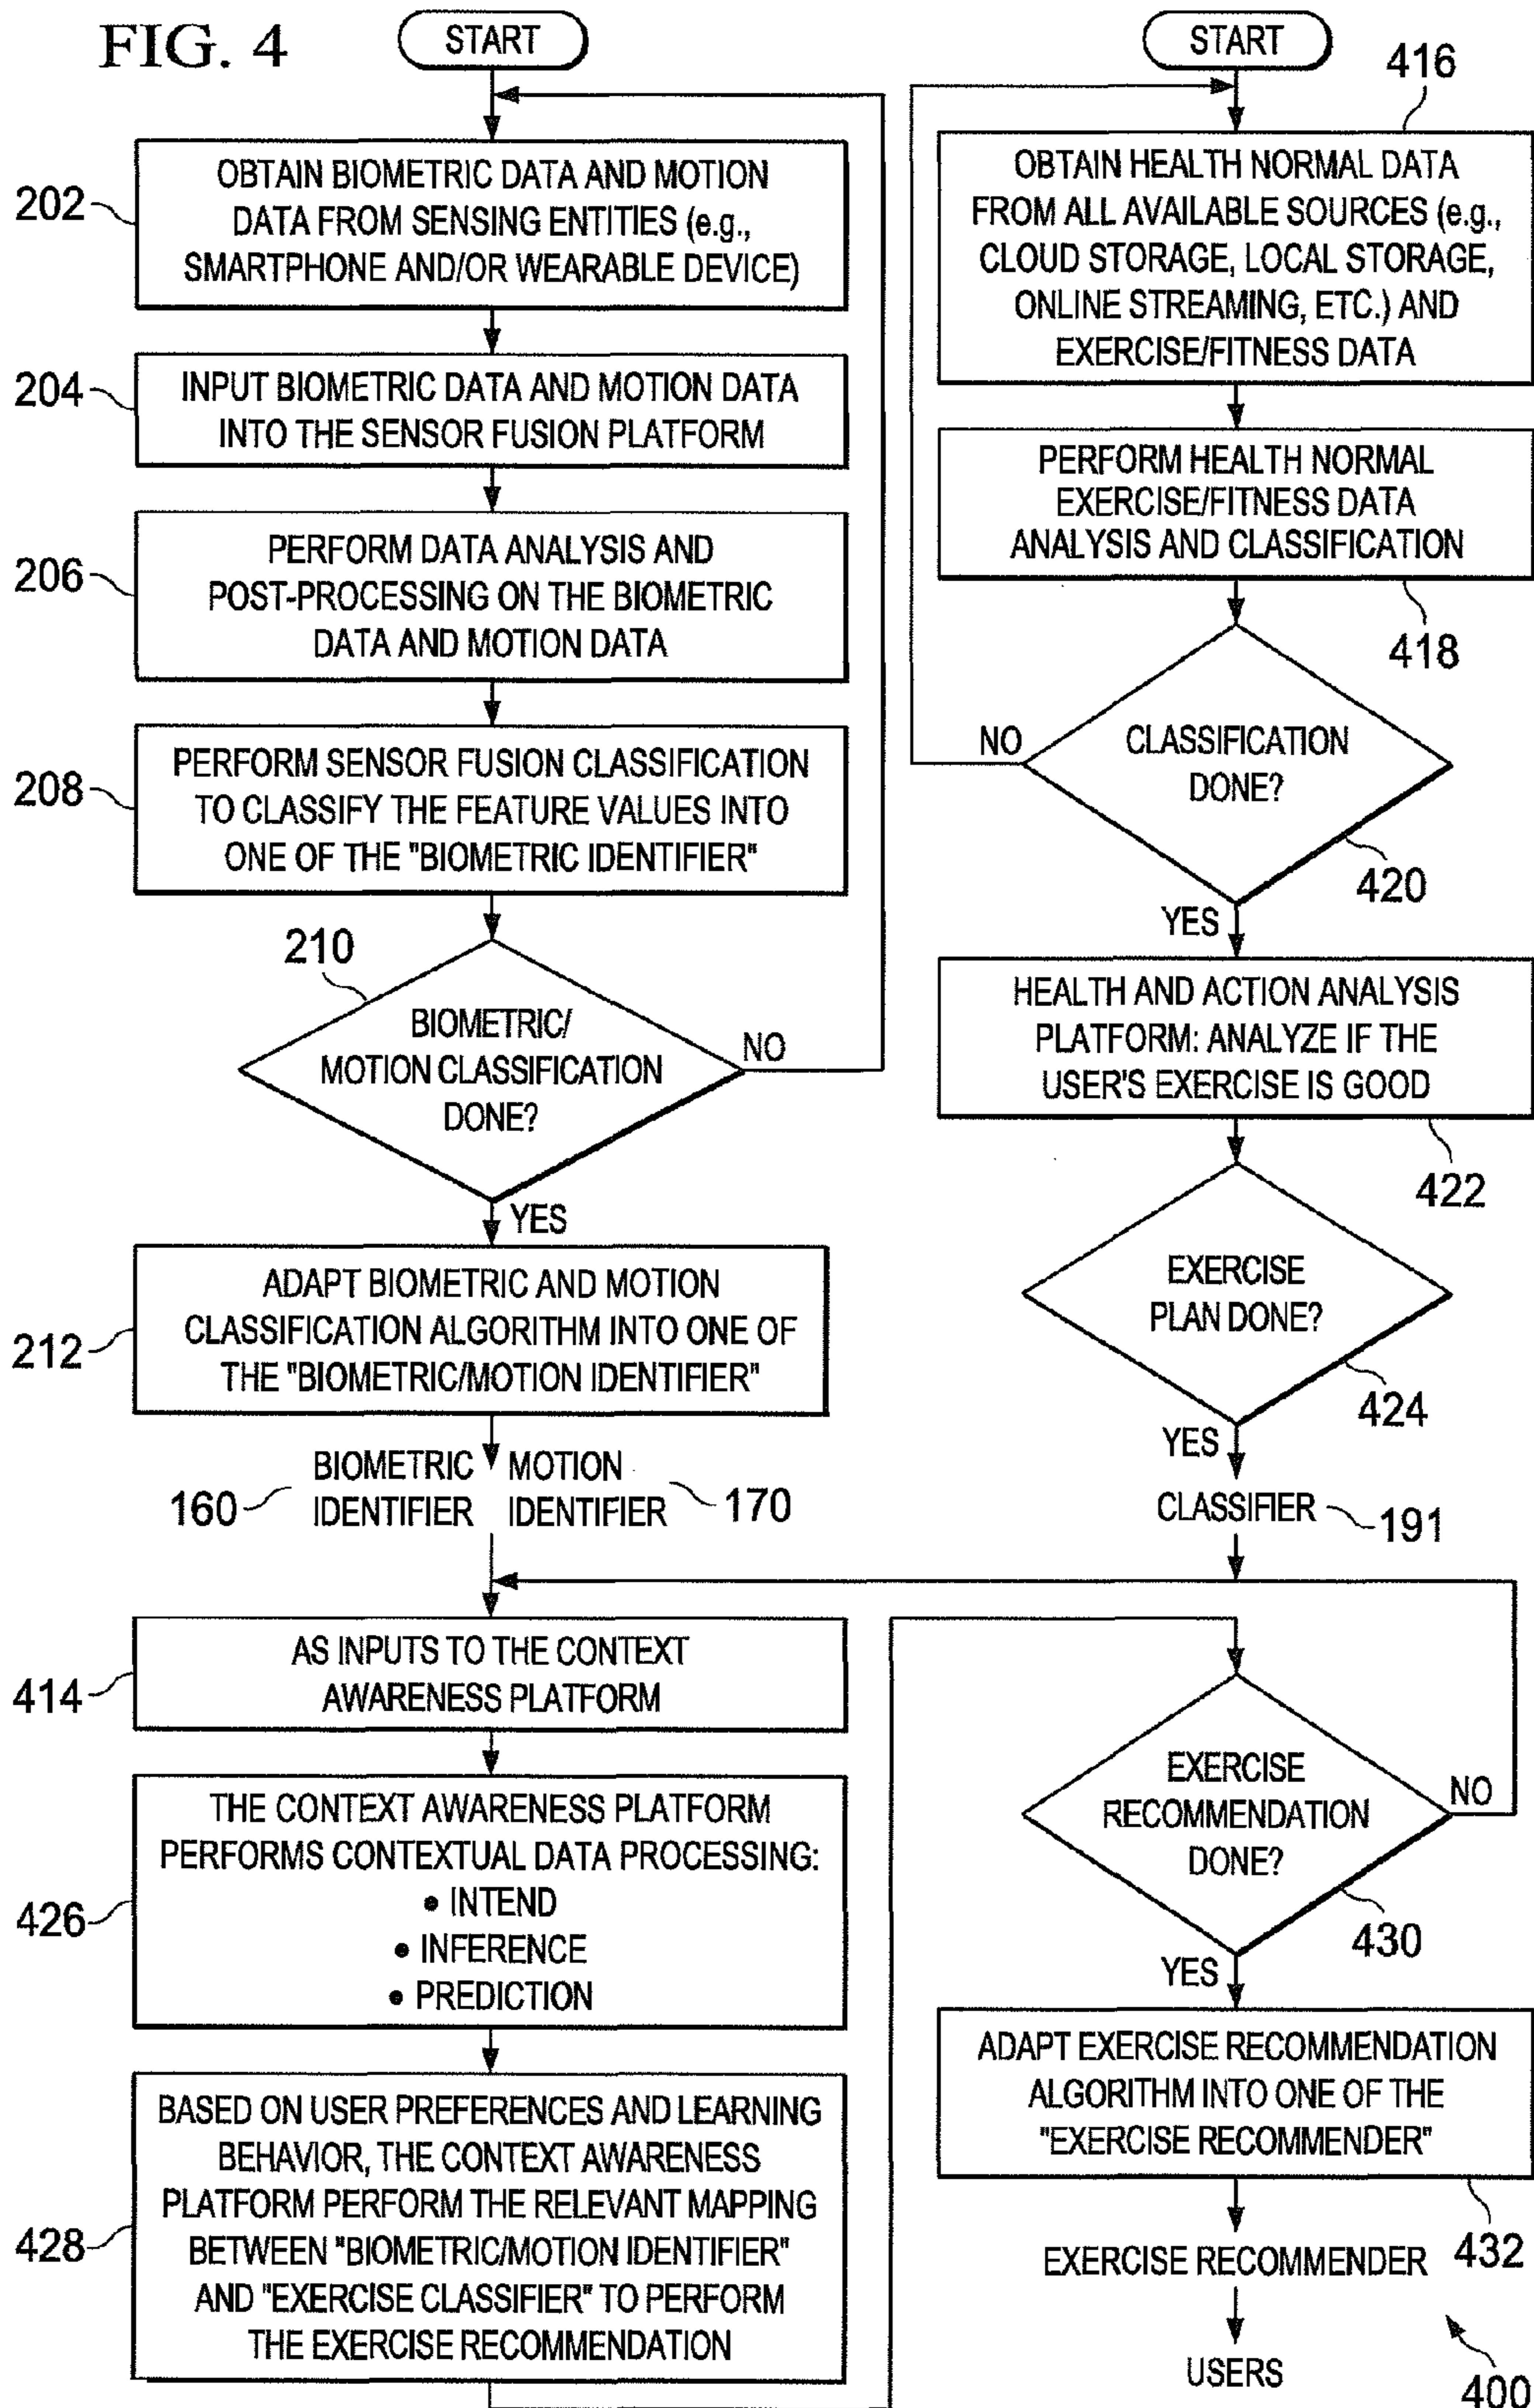 FIG. 4
START
202
OBTAIN BIOMETRIC DATA AND MOTION
DATA FROM SENSING ENTITIES (e.g.,
SMARTPHONE AND/OR WEARABLE DEVICE)
204
INPUT BIOMETRIC DATA AND MOTION DATA
INTO THE SENSOR FUSION PLATFORM
206
PERFORM DATA ANALYSIS AND
POST-PROCESSING ON THE BIOMETRIC
DATA AND MOTION DATA
208
PERFORM SENSOR FUSION CLASSIFICATION
TO CLASSIFY THE FEATURE VALUES INTO
ONE OF THE "BIOMETRIC IDENTIFIER"
210
BIOMETRIC/
MOTION CLASSIFICATION
DONE?
NO
YES
212
ADAPT BIOMETRIC AND MOTION
CLASSIFICATION ALGORITHM INTO ONE OF
THE "BIOMETRIC/MOTION IDENTIFIER"
160
BIOMETRIC
IDENTIFIER
MOTION
IDENTIFIER
170
414
AS INPUTS TO THE CONTEXT
AWARENESS PLATFORM
426
THE CONTEXT AWARENESS PLATFORM
PERFORMS CONTEXTUAL DATA PROCESSING:
• INTEND
• INFERENCE
• PREDICTION
428
BASED ON USER PREFERENCES AND LEARNING
BEHAVIOR, THE CONTEXT AWARENESS
PLATFORM PERFORM THE RELEVANT MAPPING
BETWEEN "BIOMETRIC/MOTION IDENTIFIER"
AND "EXERCISE CLASSIFIER" TO PERFORM
THE EXERCISE RECOMMENDATION
START
416
OBTAIN HEALTH NORMAL DATA
FROM ALL AVAILABLE SOURCES (e.g.,
CLOUD STORAGE, LOCAL STORAGE,
ONLINE STREAMING, ETC.) AND
EXERCISE/FITNESS DATA
PERFORM HEALTH NORMAL
EXERCISE/FITNESS DATA
ANALYSIS AND CLASSIFICATION
418
NO
CLASSIFICATION
DONE?
420
YES
HEALTH AND ACTION ANALYSIS
PLATFORM: ANALYZE IF THE
USER'S EXERCISE IS GOOD
422
EXERCISE
PLAN DONE?
424
YES
CLASSIFIER
191
EXERCISE
RECOMMENDATION
DONE?
NO
430
YES
ADAPT EXERCISE RECOMMENDATION
ALGORITHM INTO ONE OF THE
"EXERCISE RECOMMENDER"
432
EXERCISE RECOMMENDER
USERS
400